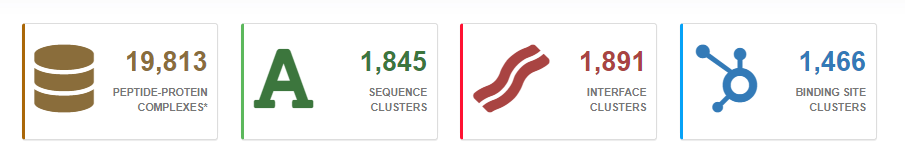 19,813
PEPTIDE-PROTEIN
COMPLEXES*
1,845
SEQUENCE
CLUSTERS
1,891
INTERFACE
CLUSTERS
1,466
BINDING SITE
CLUSTERS